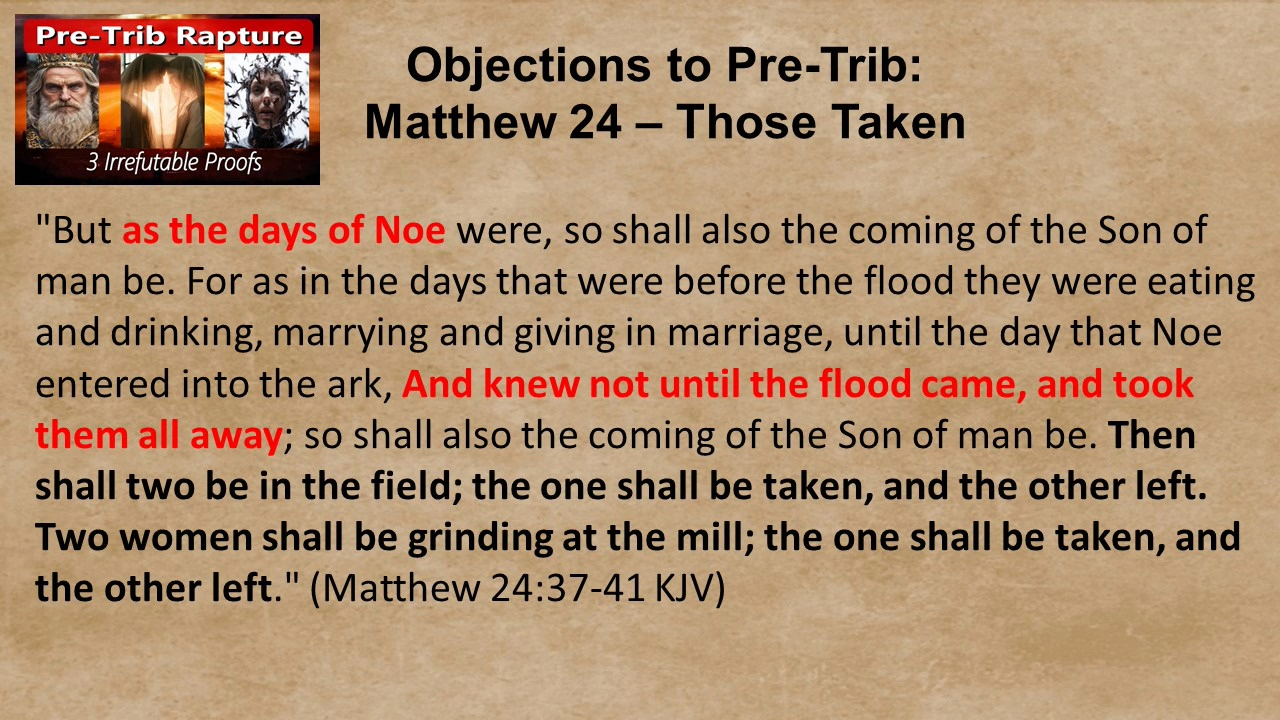 Pre-Trib Rapture
3 Irrefutable Proofs
Objections to Pre-Trib:
Matthew 24 – Those Taken
"But as the days of Noe were, so shall also the coming of the Son of
man be. For as in the days that were before the flood they were eating
and drinking, marrying and giving in marriage, until the day that Noe
entered into the ark, And knew not until the flood came, and took
them all away; so shall also the coming of the Son of man be. Then
shall two be in the field; the one shall be taken, and the other left.
Two women shall be grinding at the mill; the one shall be taken, and
the other left." (Matthew 24:37-41 KJV)